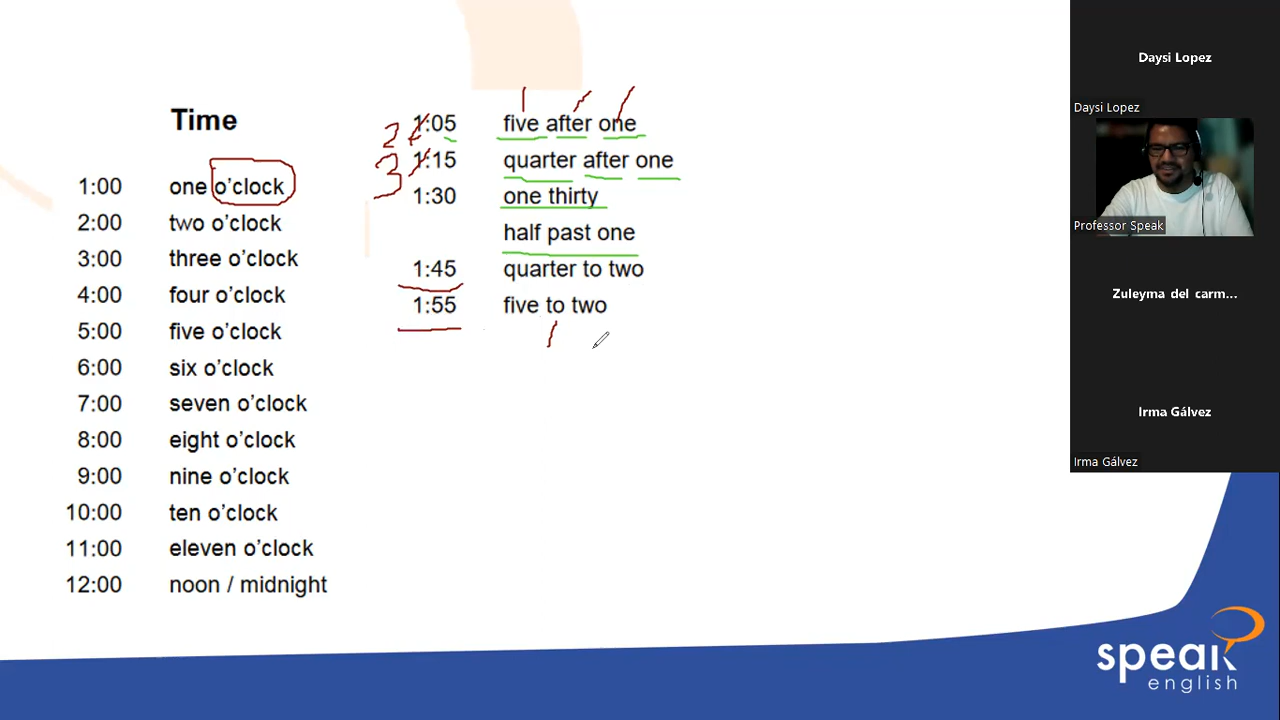 Time
1:00 one o'clock
2:00 two o'clock
3:00 three o'clock
4:00 four o'clock
5:00 five o'clock
6:00 six o'clock
7:00 seven o'clock
8:00 eight o'clock
9:00 nine o'clock
10:00 ten o'clock
11:00 eleven o'clock
12:00 noon / midnight
2 1:05 five after one
3 1:15 quarter after one
1:30 one thirty
half past one
1:45 quarter to two
1:55 five to two
Daysi Lopez
Daysi Lopez
Professor Speak
Zuleyma del carm...
Irma Gálvez
Irma Gálvez
speak
english